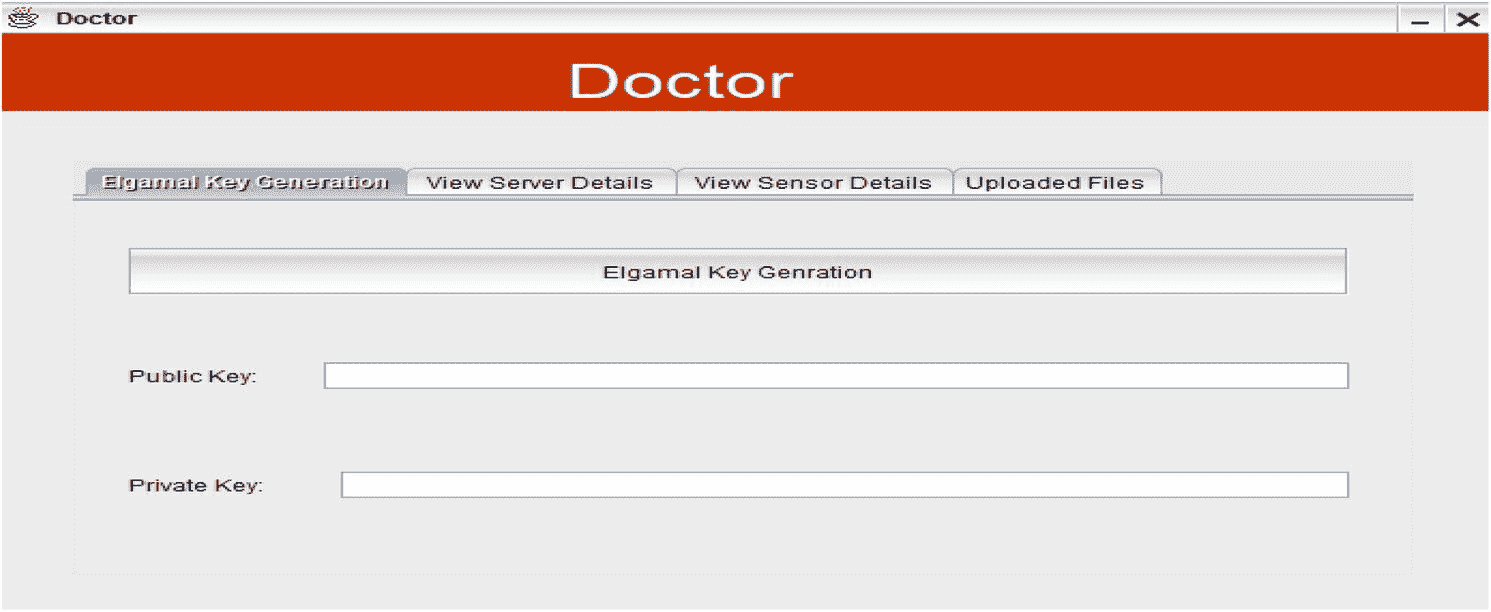 Doctor
Doctor
Elgamal Key Generation View Server Details View Sensor Details Uploaded Files
Elgamal Key Genration
Public Key:
Private Key: